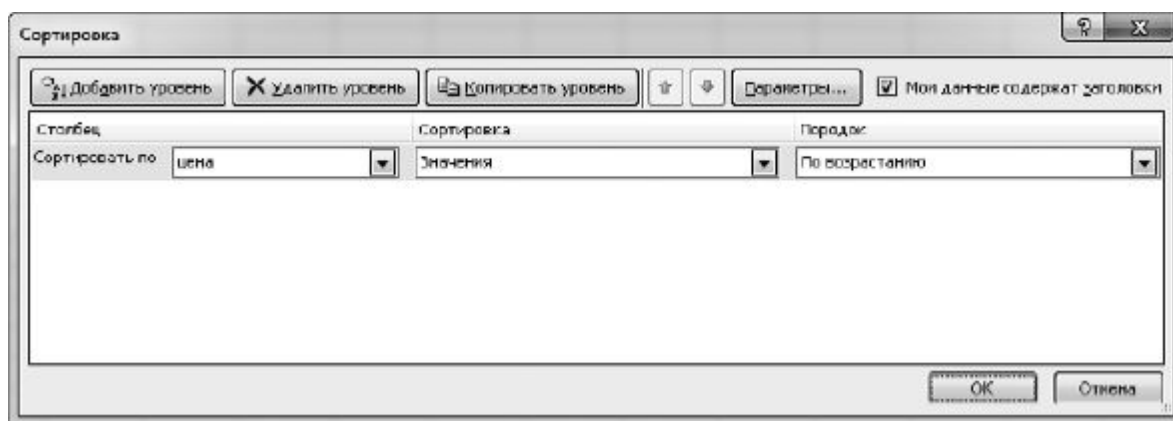 Сортировка
Добавить уровень Удалить уровень Копировать уровень Параметры... Мои данные содержат заголовки
Столбец Сортировка Порядок
Сортировать по цена Значения По возрастанию
ОК Отмена